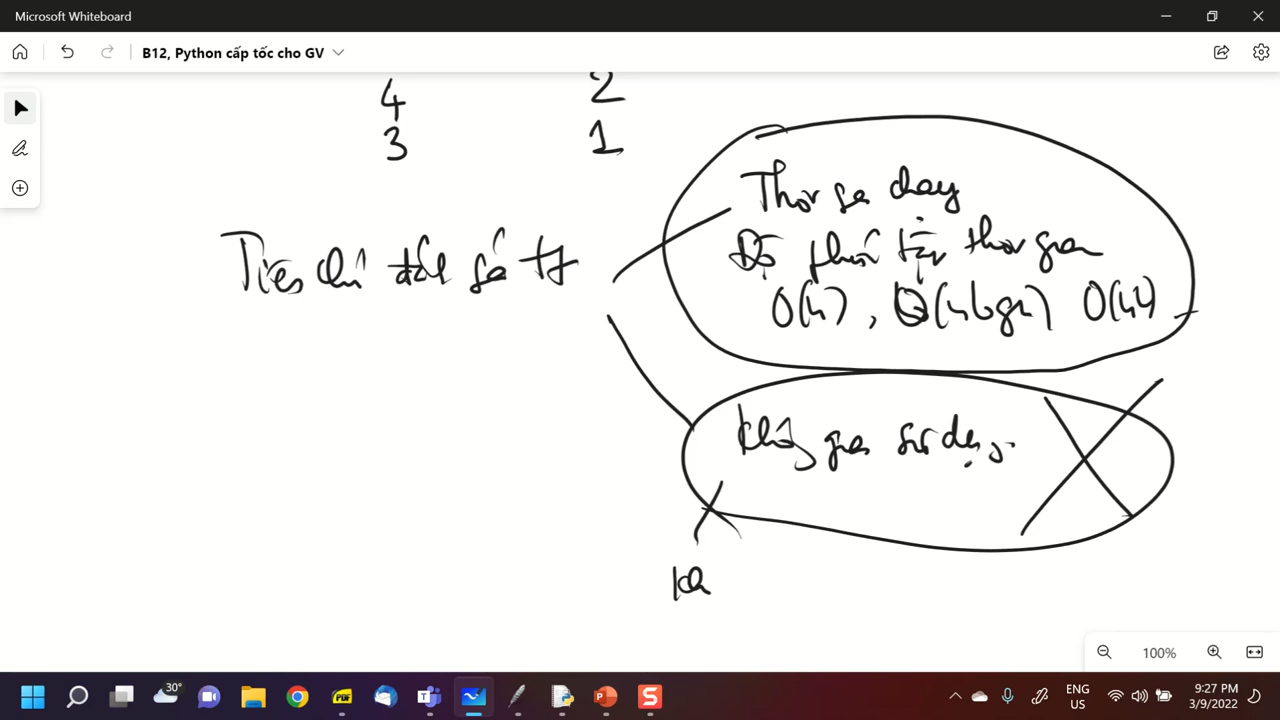 Microsoft Whiteboard
B12, Python cấp tốc cho GV
4 2
3 1
Thời gian chạy
Tiêu chí đánh giá tt
Độ phức tạp thời gian
O(n), O(nlogn) O(n^2)
không gian sử dụng
kh
100%
30°
ENG
US
9:27 PM
3/9/2022